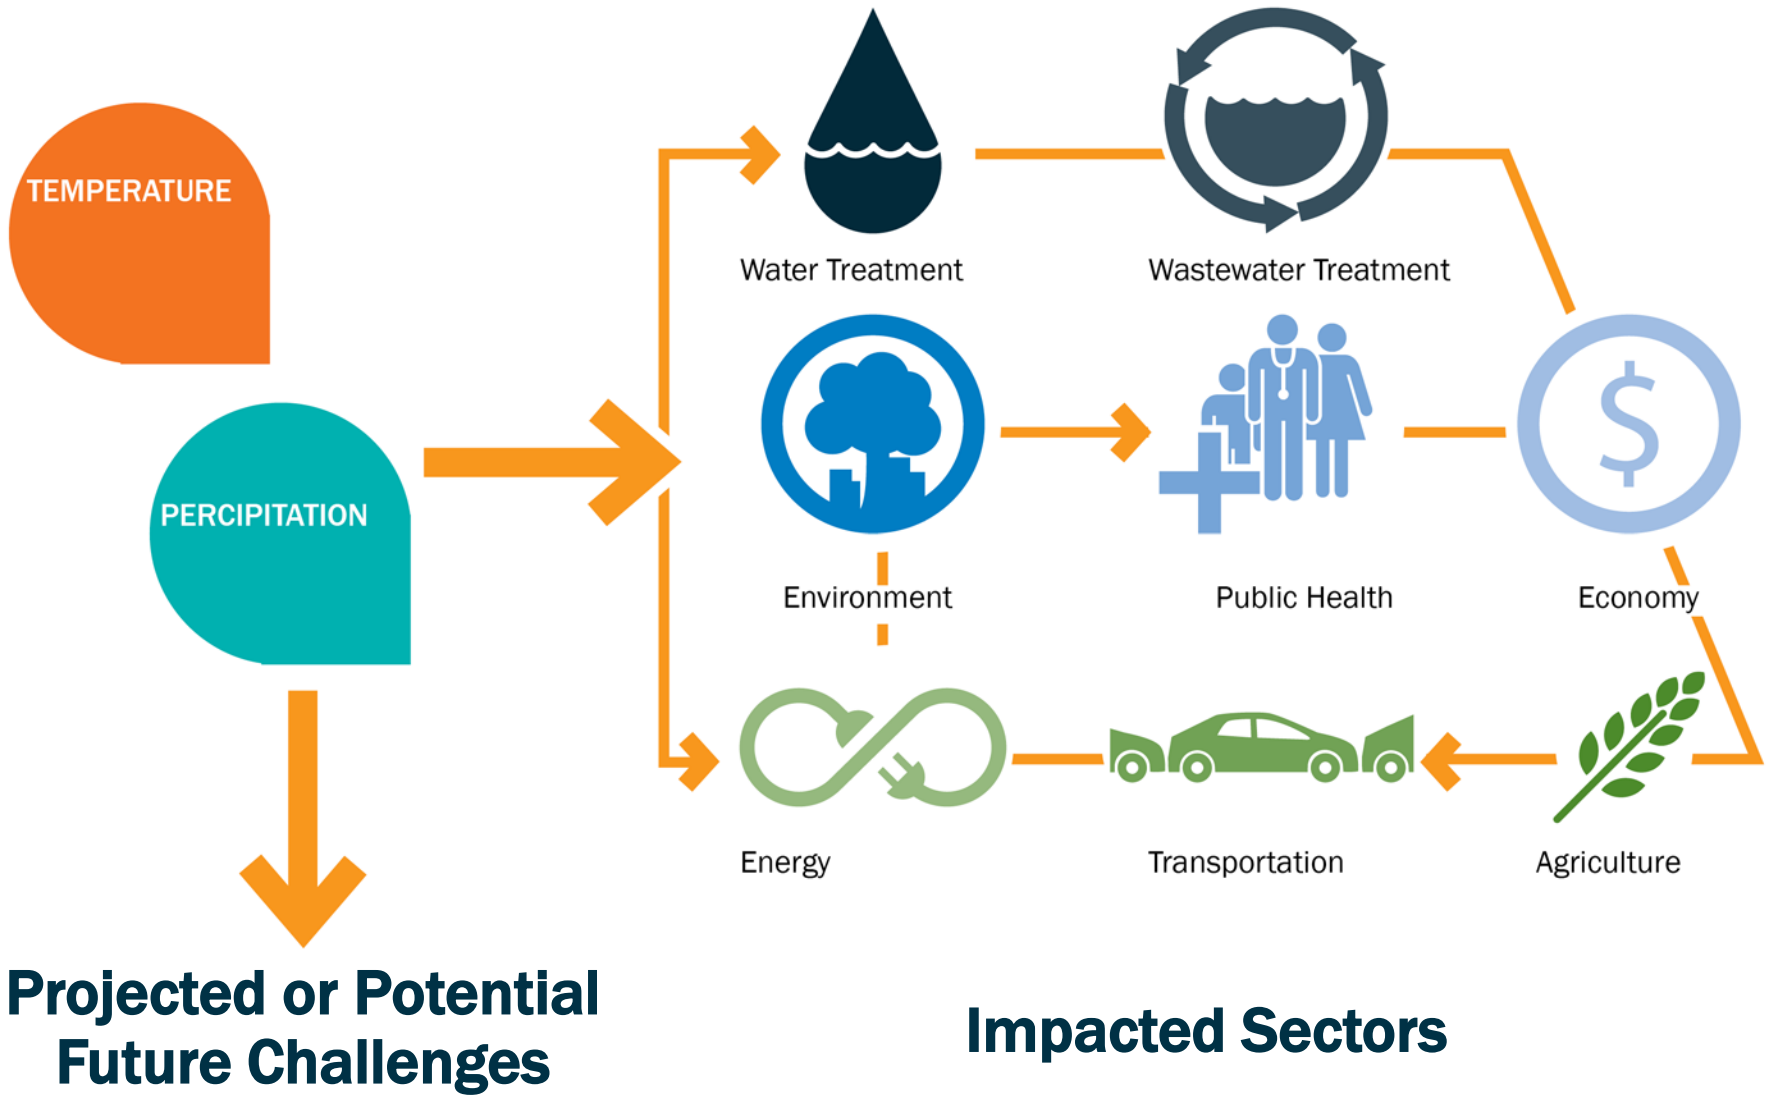 TEMPERATURE
PERCIPITATION
Projected or Potential
Future Challenges
Water Treatment
Wastewater Treatment
$
Environment
Public Health
Economy
Energy
Transportation
Agriculture
Impacted Sectors